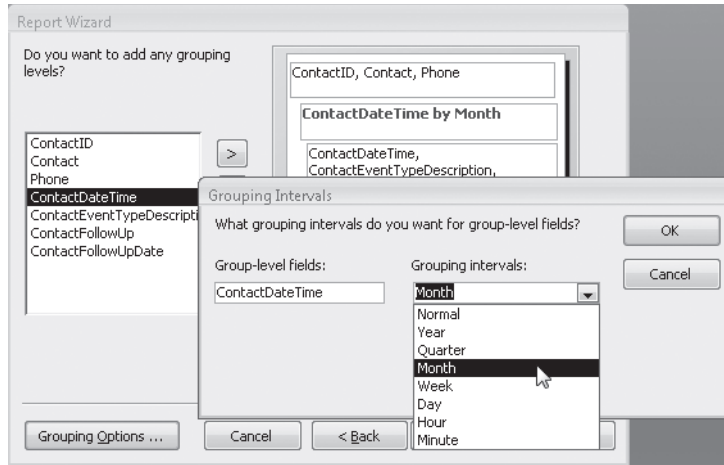 Report Wizard
Do you want to add any grouping
levels?
ContactID
Contact
Phone
ContactDateTime
ContactEventTypeDescripti
ContactFollowUp
ContactFollowUpDate
>
ContactID, Contact, Phone
ContactDateTime by Month
ContactDateTime,
ContactEventTypeDescription,
Grouping Intervals
What grouping intervals do you want for group-level fields?
OK
Cancel
Group-level fields:
ContactDateTime
Grouping intervals:
Month
Normal
Year
Quarter
Month
Week
Day
Hour
Minute
Grouping Options ...
Cancel
< Back